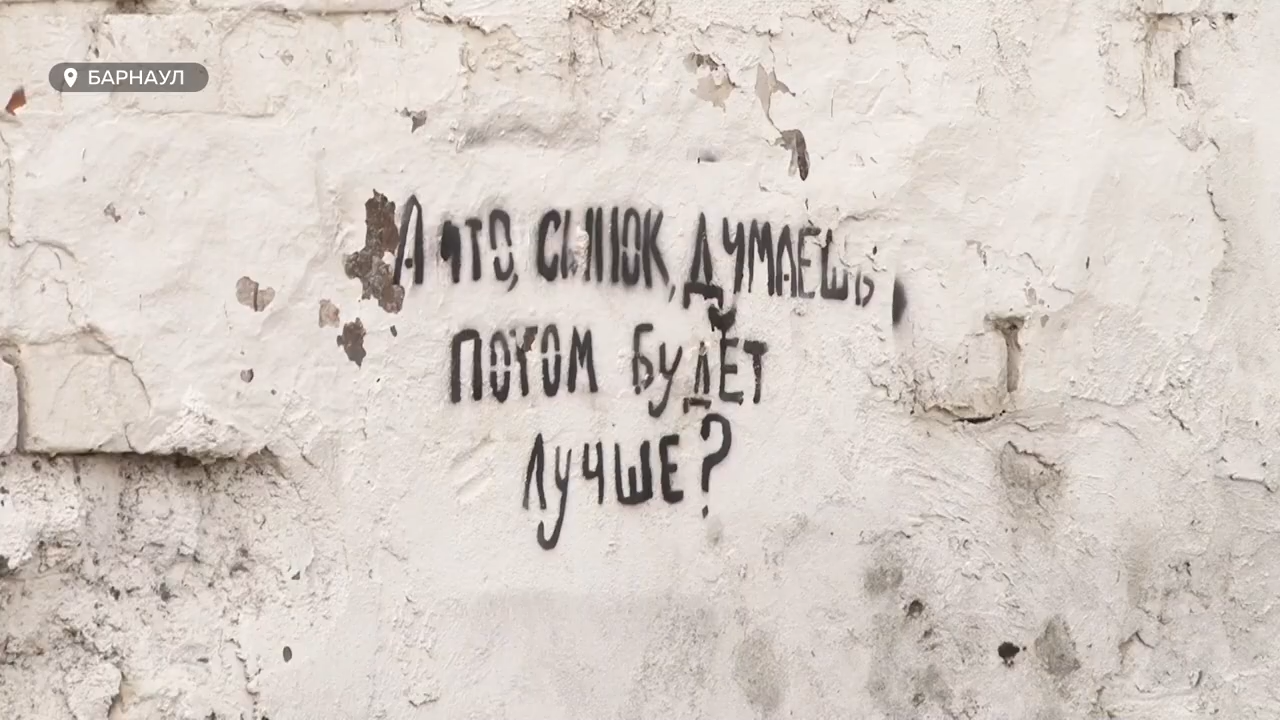 БАРНАУЛ
А что, сынок, думаешь,
потом будет
лучше?